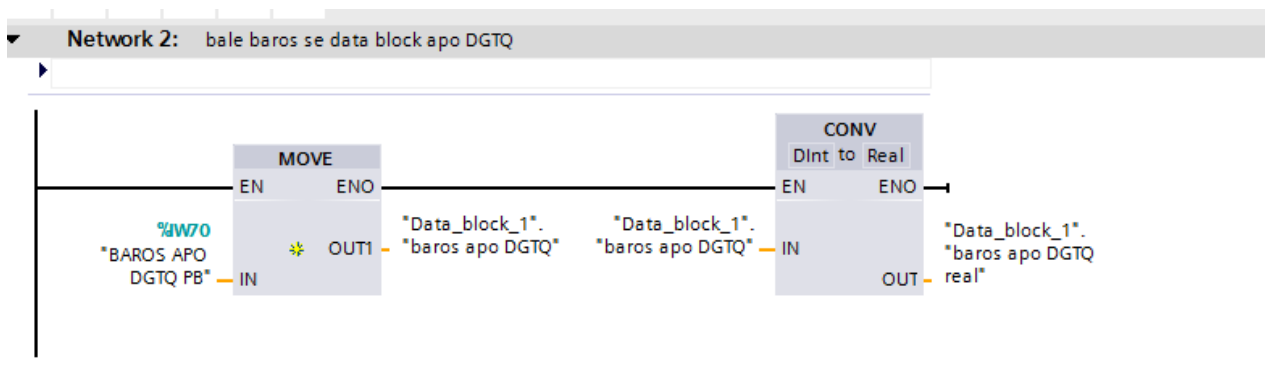 Network 2: bale baros se data block apo DGTQ
MOVE
EN ENO
%IW70
"BAROS APO
DGTQ PB"
IN
OUT1
"Data_block_1".
"baros apo DGTQ"
CONV
DInt to Real
EN ENO
"Data_block_1".
"baros apo DGTQ"
IN
OUT
"Data_block_1".
"baros apo DGTQ
real"